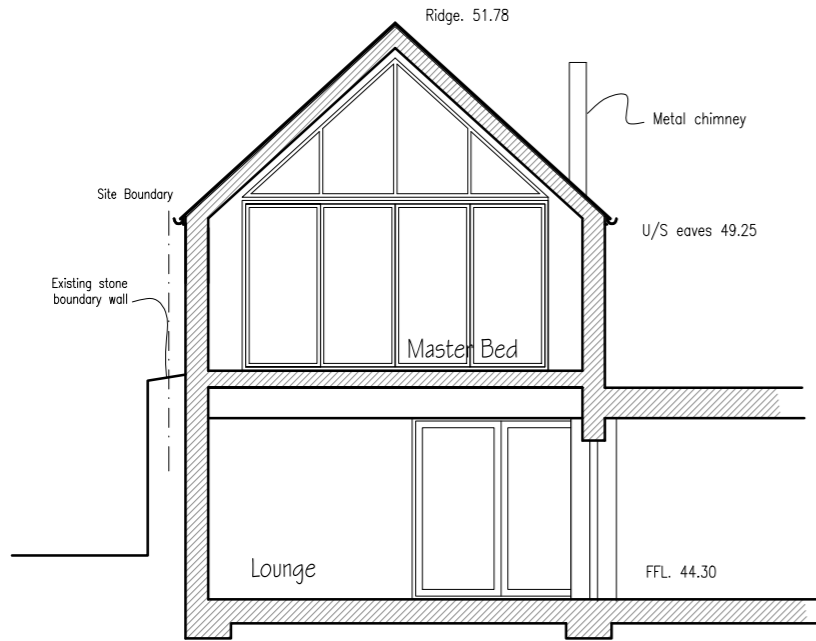 Ridge. 51.78
Metal chimney
Site Boundary
U/S eaves 49.25
Existing stone
boundary wall
Master Bed
Lounge
FFL. 44.30